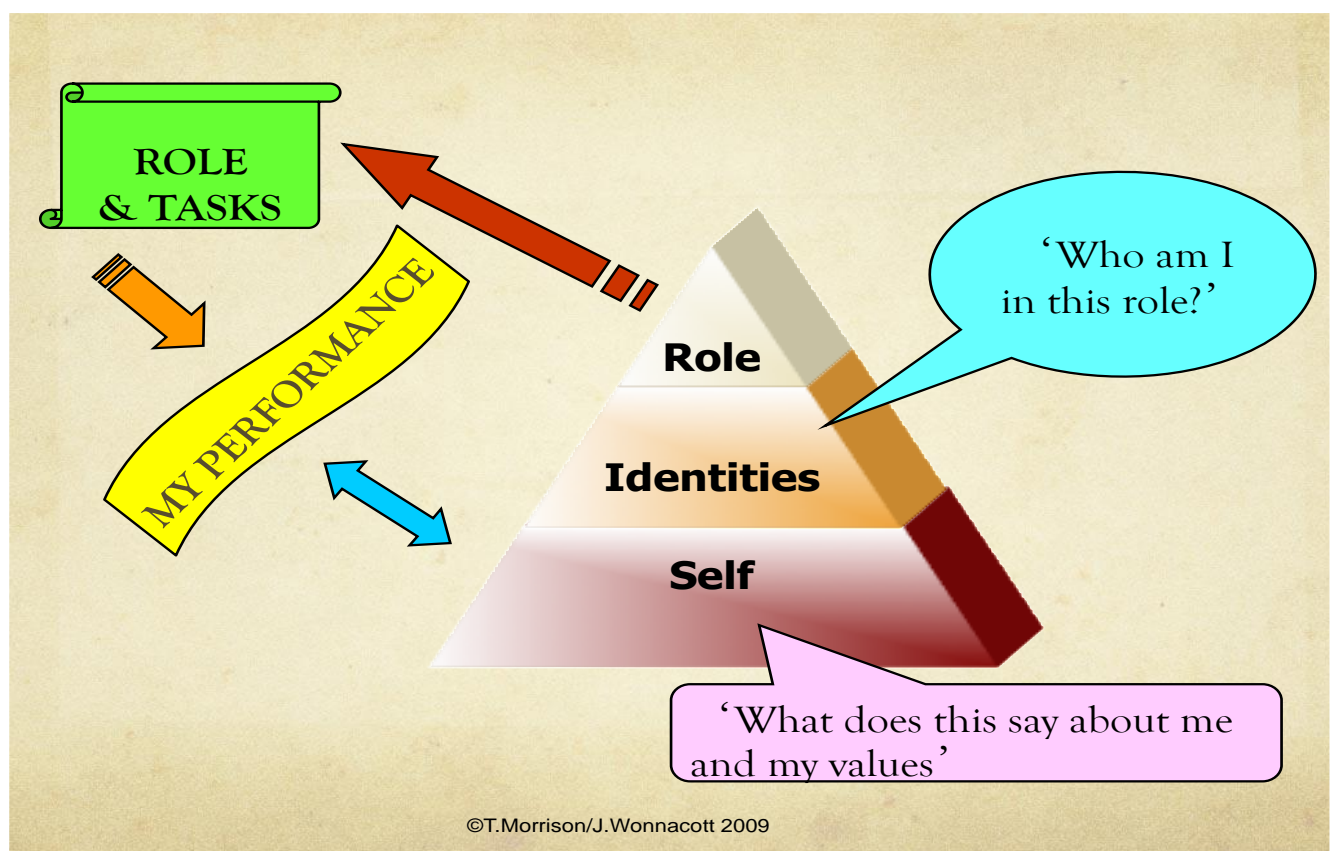 ROLE
& TASKS
MY PERFORMANCE
Role
Identities
Self
‘Who am I
in this role?’
‘What does this say about me
and my values’
©T.Morrison/J.Wonnacott 2009